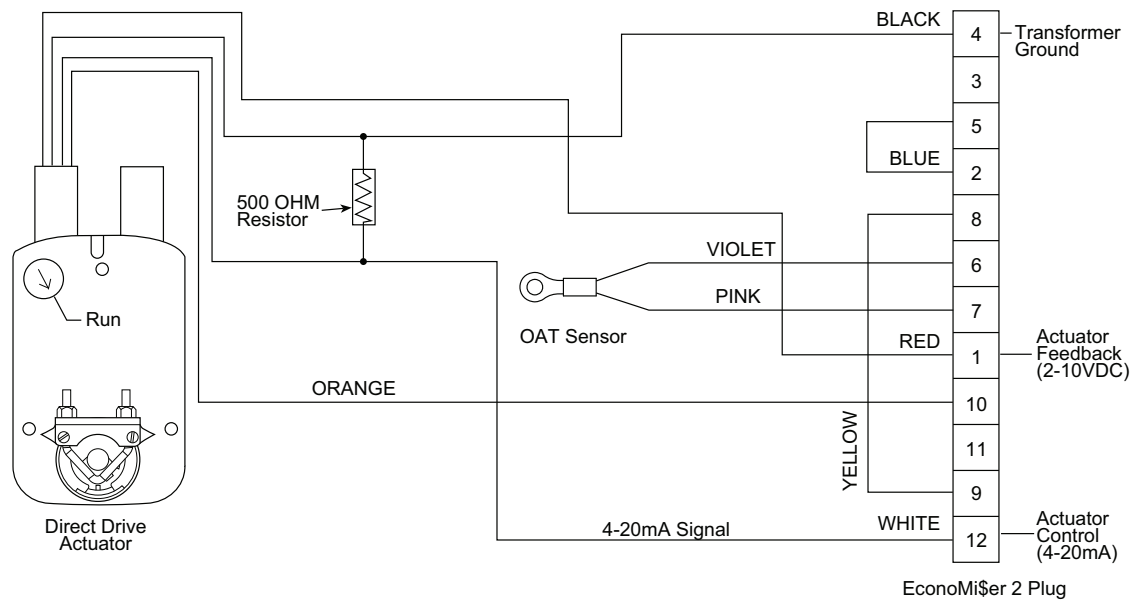 BLACK
4
Transformer
Ground
3
5
BLUE
2
500 OHM
Resistor
8
VIOLET
6
PINK
7
OAT Sensor
Run
RED
1
Actuator
Feedback
(2-10VDC)
ORANGE
10
YELLOW
11
9
Direct Drive
Actuator
4-20mA Signal
WHITE
12
Actuator
Control
(4-20mA)
EconoMi$er 2 Plug